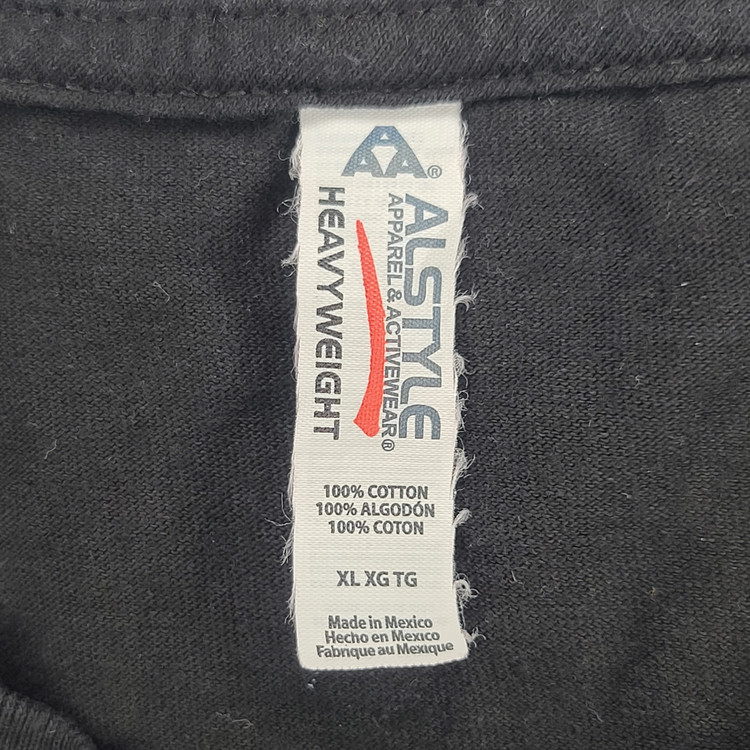 AAA®
ALSTYLE
APPAREL & ACTIVEWEAR®
HEAVYWEIGHT
100% COTTON
100% ALGODÓN
100% COTON
XL XG TG
Made in Mexico
Hecho en Mexico
Fabrique au Mexique